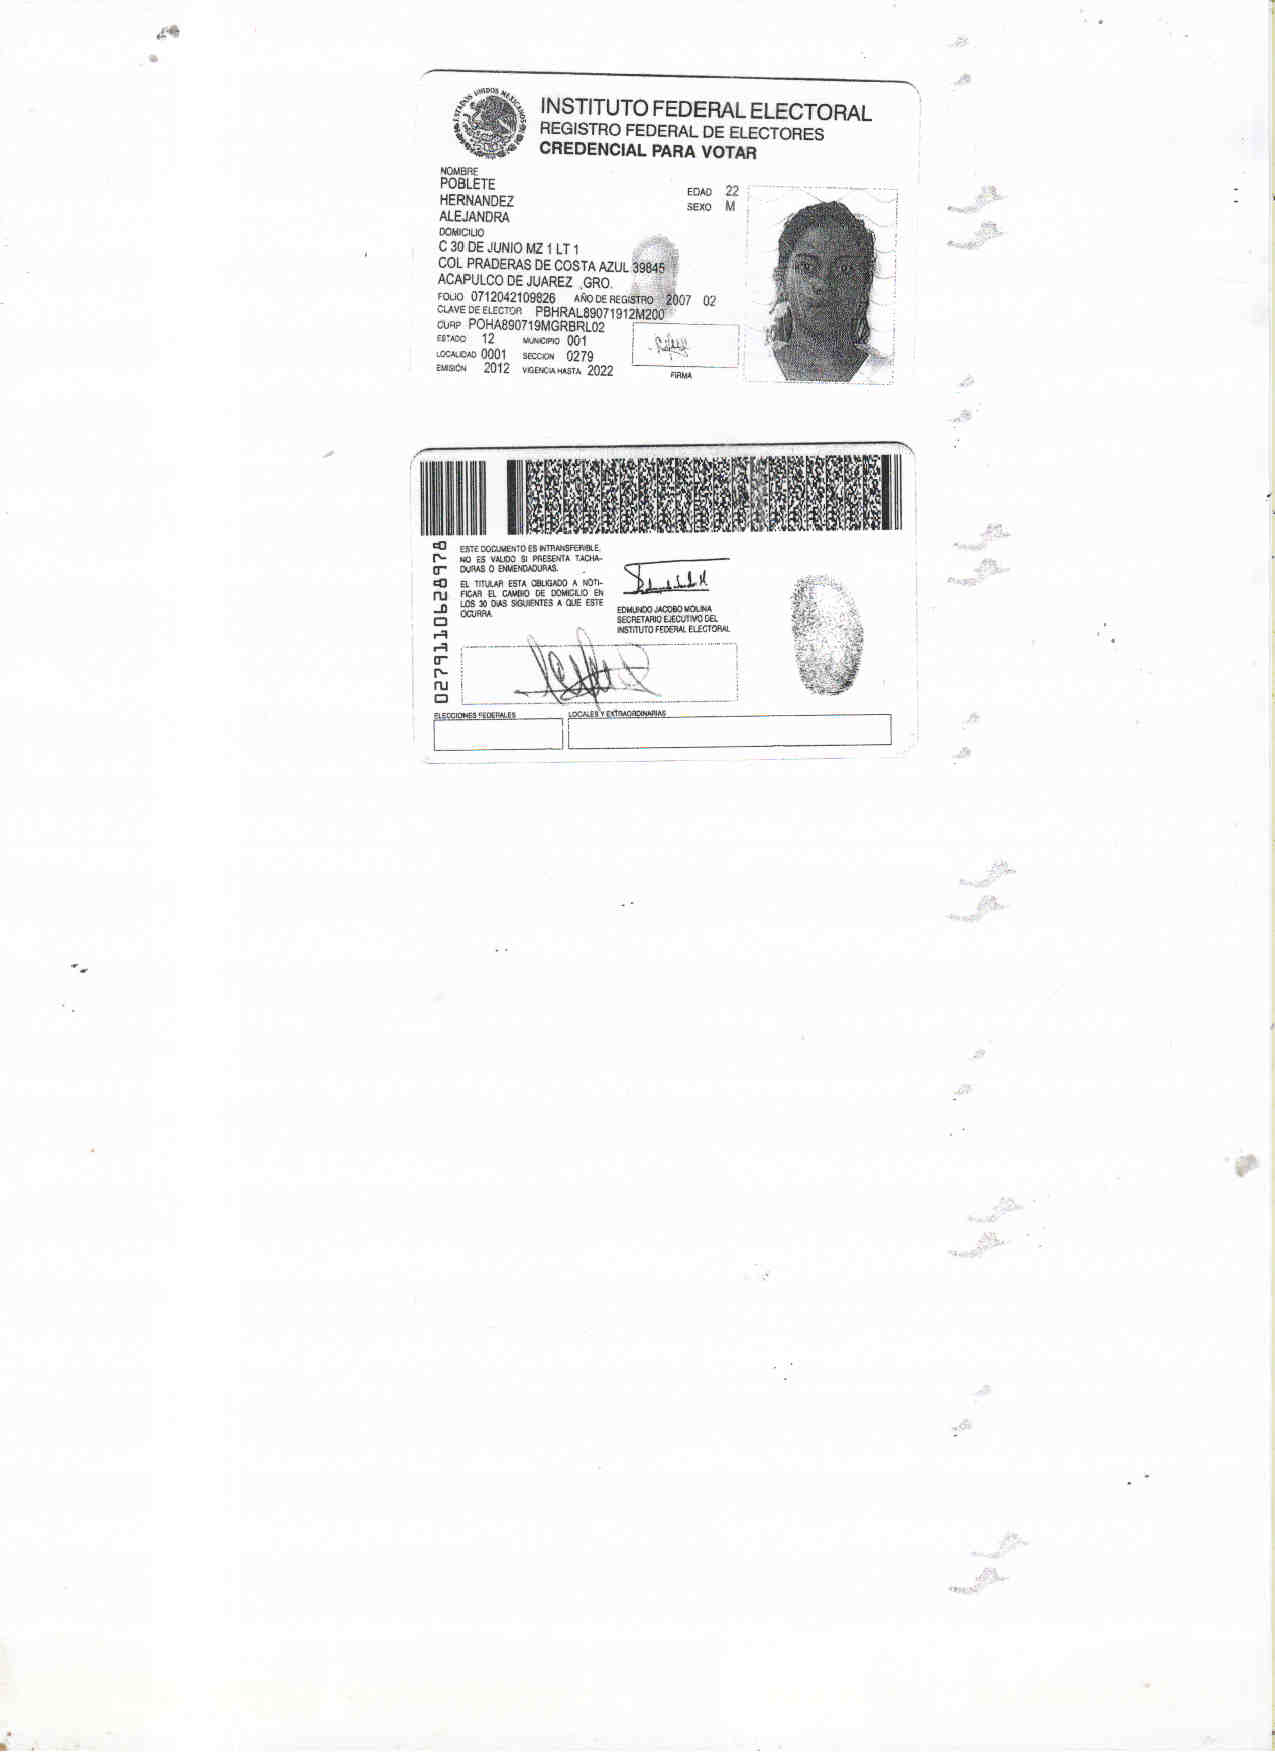 ESTADOS UNIDOS MEXICANOS
INSTITUTO FEDERAL ELECTORAL
REGISTRO FEDERAL DE ELECTORES
CREDENCIAL PARA VOTAR
NOMBRE
POBLETE
HERNANDEZ
ALEJANDRA
EDAD 22
SEXO M
DOMICILIO
C 30 DE JUNIO MZ 1 LT 1
COL PRADERAS DE COSTA AZUL 39845
ACAPULCO DE JUAREZ ,GRO.
FOLIO 0712042109826 AÑO DE REGISTRO 2007 02
CLAVE DE ELECTOR PBHRAL89071912M200
CURP POHA890719MGRBRL02
ESTADO 12 MUNICIPIO 001
LOCALIDAD 0001 SECCION 0279
EMISIÓN 2012 VIGENCIA HASTA 2022
FIRMA
ESTE DOCUMENTO ES INTRANSFERIBLE.
NO ES VALIDO SI PRESENTA TACHA-
DURAS O ENMENDADURAS.
EL TITULAR ESTA OBLIGADO A NOTI-
FICAR EL CAMBIO DE DOMICILIO EN
LOS 30 DIAS SIGUIENTES A QUE ESTE
OCURRA.
EDMUNDO JACOBO MOLINA
SECRETARIO EJECUTIVO DEL
INSTITUTO FEDERAL ELECTORAL
0279110628978
ELECCIONES FEDERALES
LOCALES Y EXTRAORDINARIAS